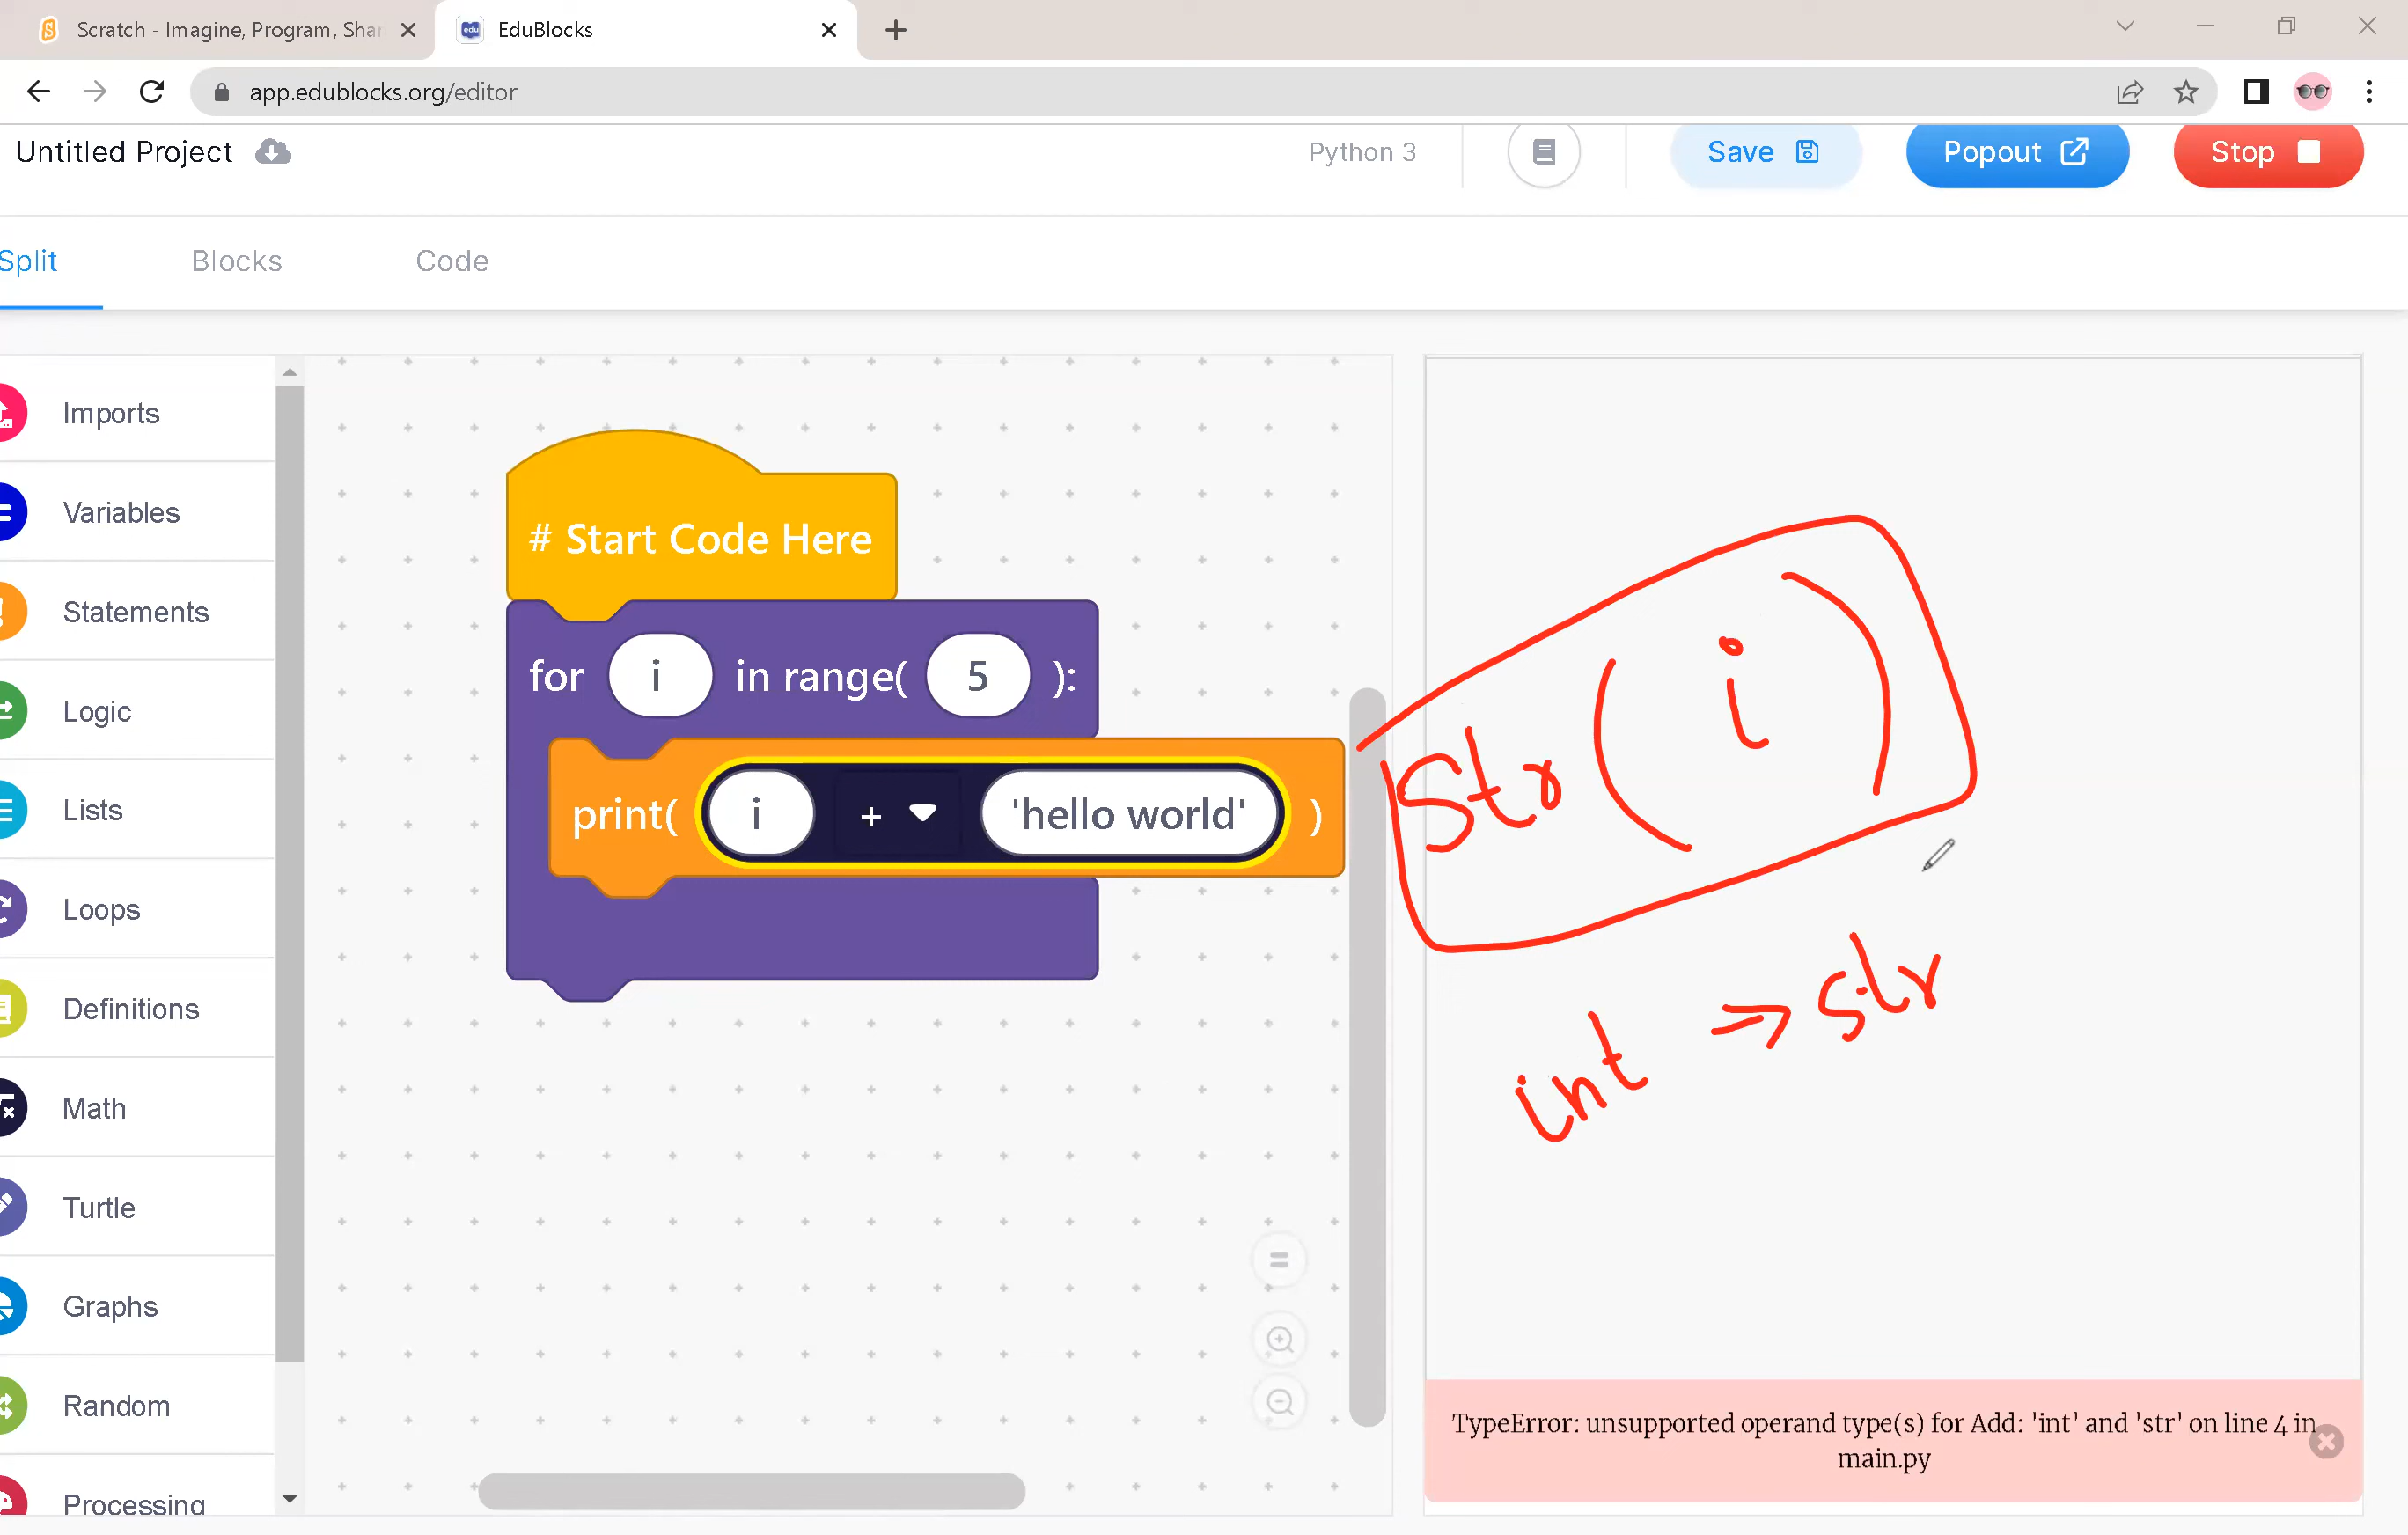 Scratch - Imagine, Program, Shar
EduBlocks
app.edublocks.org/editor
Untitled Project
Python 3
Save
Popout
Stop
Split
Blocks
Code
Imports
Variables
Statements
Logic
Lists
Loops
Definitions
Math
Turtle
Graphs
Random
Processing
# Start Code Here
for i in range( 5 ):
print( i + 'hello world' )
Str(i)
int ⇒ str
TypeError: unsupported operand type(s) for Add: 'int' and 'str' on line 4 in
main.py